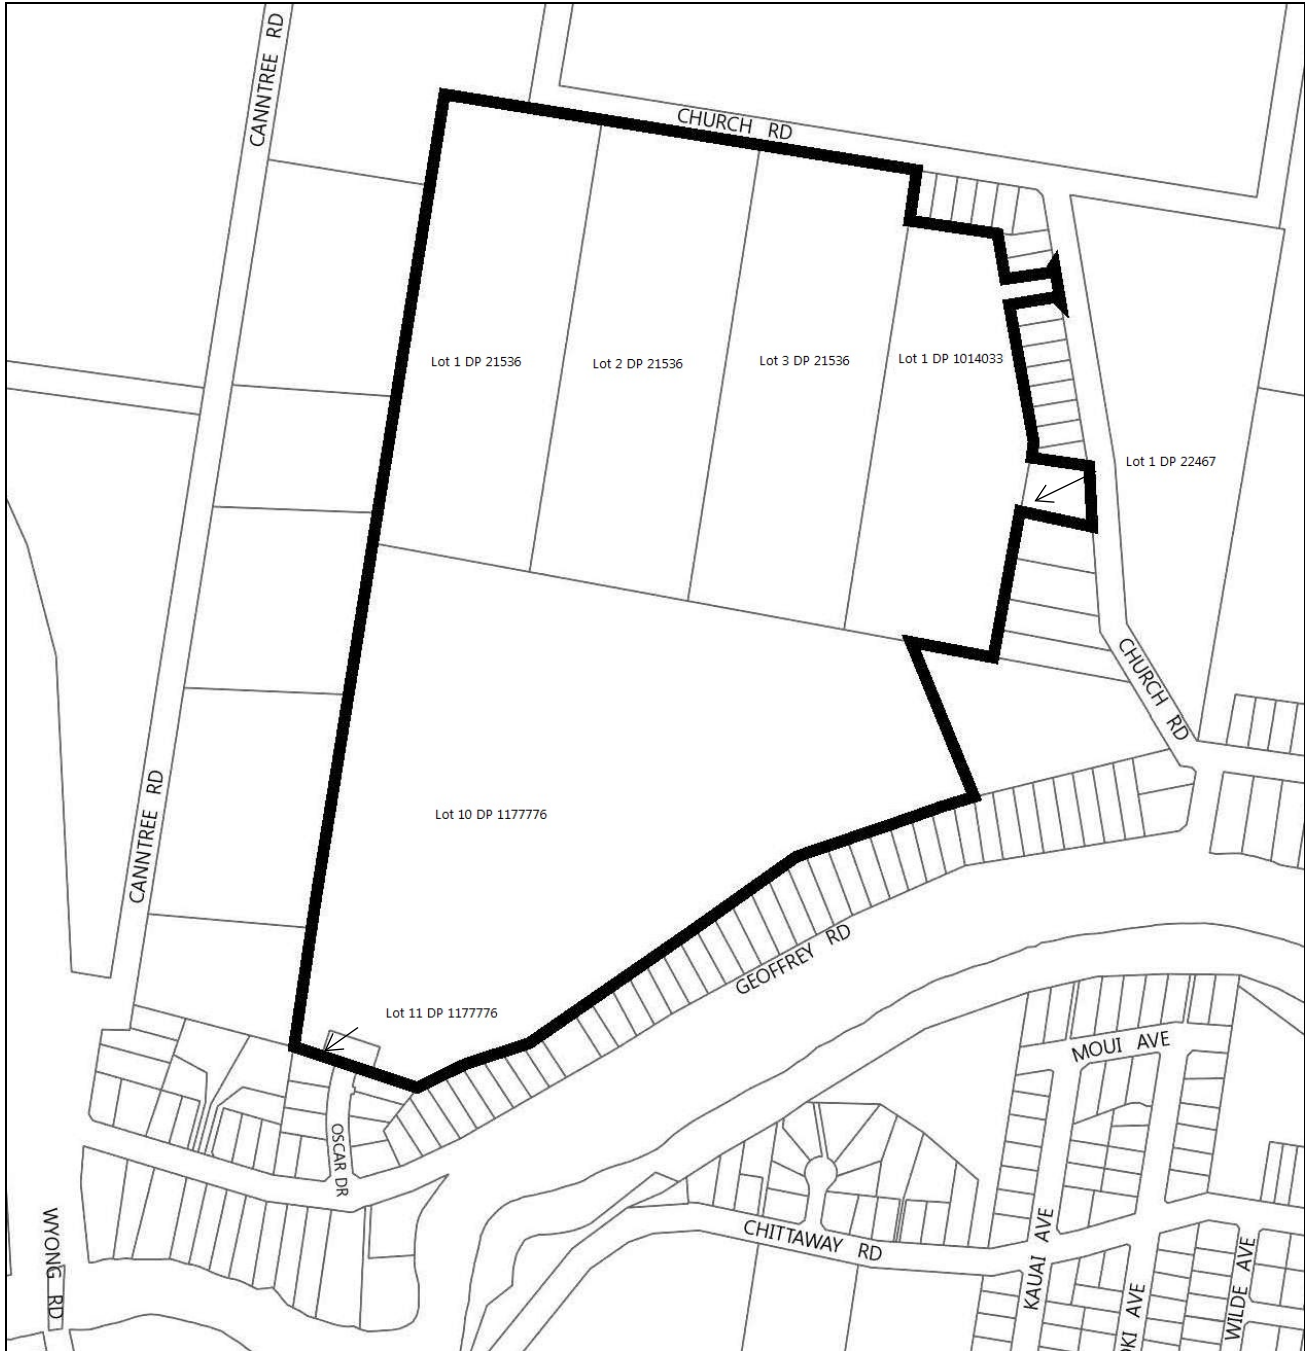 CANNTREE RD
CHURCH RD
Lot 1 DP 21536
Lot 2 DP 21536
Lot 3 DP 21536
Lot 1 DP 1014033
Lot 1 DP 22467
CHURCH RD
CANNTREE RD
Lot 10 DP 1177776
GEOFFREY RD
Lot 11 DP 1177776
MOUI AVE
OSCAR DR
WYONG RD
CHITTAWAY RD
KAUAI AVE
WILDE AVE
AVE